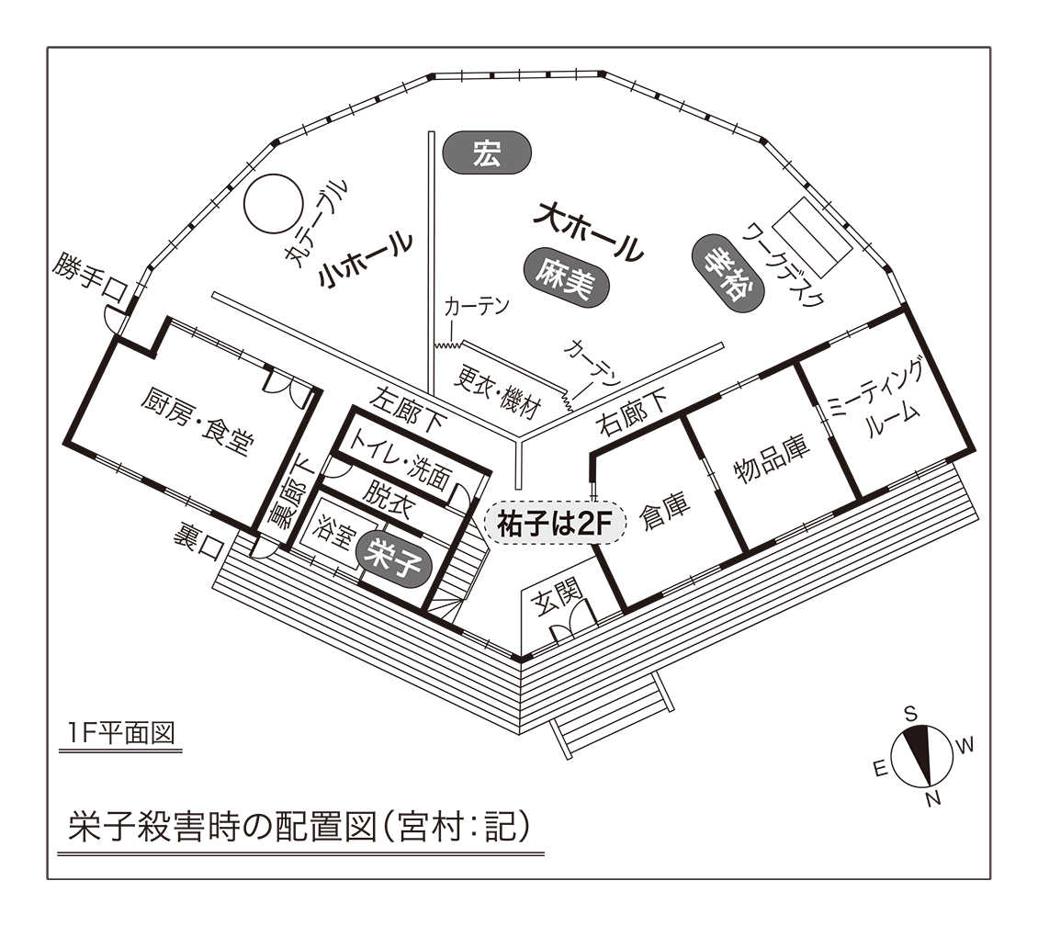 宏
大ホール
丸テーブル
小ホール
麻美
孝裕
ワークデスク
勝手口
カーテン
カーテン
更衣・機材
厨房・食堂
左廊下
右廊下
ミーティング
ルーム
トイレ・洗面
物品庫
脱衣
裏廊下
倉庫
祐子は2F
浴室
栄子
裏口
玄関
1F平面図
S
W
E
N
栄子殺害時の配置図（宮村：記）